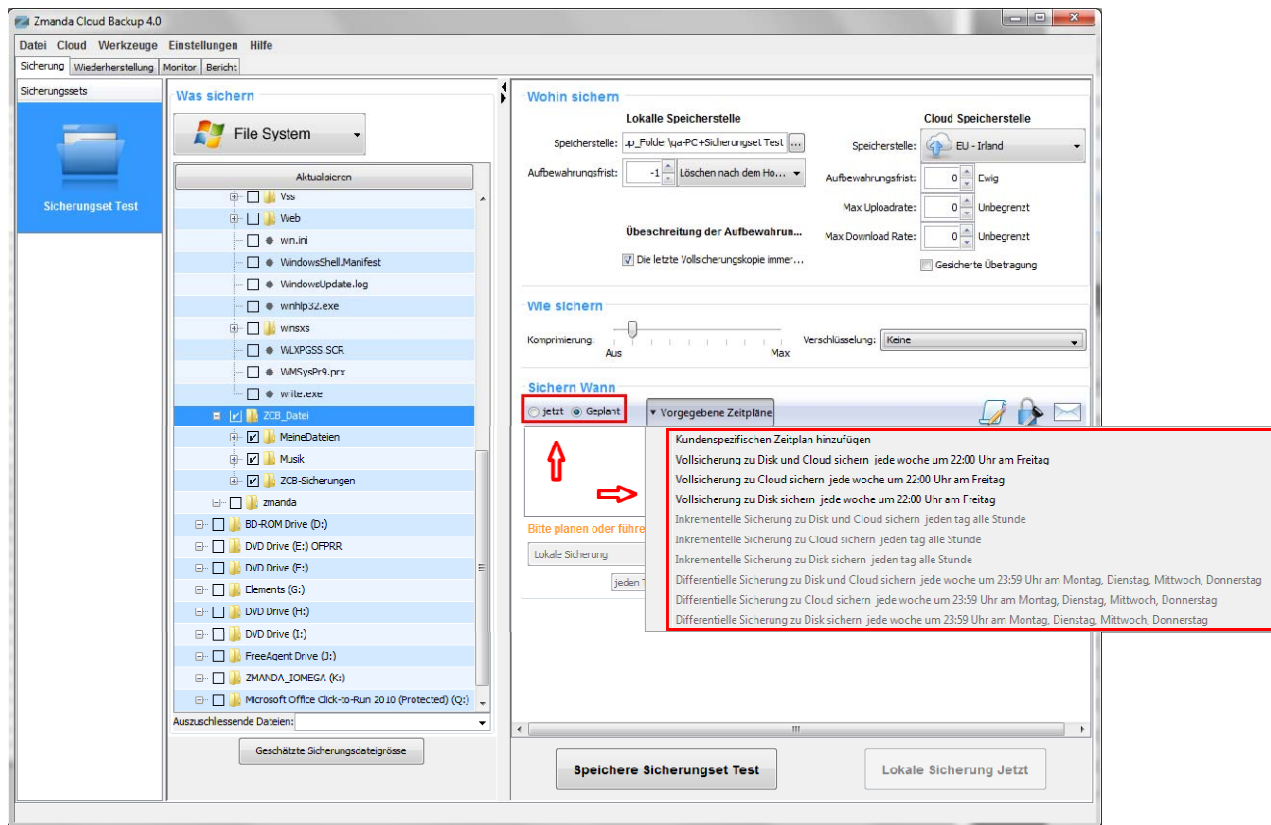 Zmanda Cloud Backup 4.0
Datei Cloud Werkzeuge Einstellungen Hilfe
Sicherung Wiederherstellung Monitor Bericht
Sicherungssets
Sicherungset Test
Was sichern
File System
Aktualisieren
Vss
Web
win.ini
WindowsShell.Manifest
WindowsUpdate.log
winhlp32.exe
winsxs
WLXPGSS.SCR
WMSysPr9.prx
write.exe
ZCB_Datei
MeineDateien
Musik
ZCB-Sicherungen
zmanda
BD-ROM Drive (D:)
DVD Drive (E:) OFPRR
DVD Drive (F:)
Elements (G:)
DVD Drive (H:)
DVD Drive (I:)
FreeAgent Drive (J:)
ZMANDA_IOMEGA (K:)
Microsoft Office Click-to-Run 2010 (Protected) (Q:)
Auszuschlessende Dateien:
Geschätzte Sicherungsdateigrösse
Wohin sichern
Lokalle Speicherstelle
Speicherstelle: up_Folder\qa-PC+Sicherungset Test ...
Aufbewahrungsfrist: -1 Löschen nach dem Ho...
Übeschreitung der Aufbewahrun...
Die letzte Vollsicherungskopie immer...
Cloud Speicherstelle
Speicherstelle: EU - Irland
Aufbewahrungsfrist: 0 Ewig
Max Uploadrate: 0 Unbegrenzt
Max Download Rate: 0 Unbegrenzt
Gesicherte Übetragung
Wie sichern
Komprimierung: Aus Max
Verschlüsselung: Keine
Sichern Wann
jetzt Geplant Vorgegebene Zeitpläne
Kundenspezifischen Zeitplan hinzufügen
Vollsicherung zu Disk und Cloud sichern jede woche um 22:00 Uhr am Freitag
Vollsicherung zu Cloud sichern jede woche um 22:00 Uhr am Freitag
Vollsicherung zu Disk sichern jede woche um 22:00 Uhr am Freitag
Inkrementelle Sicherung zu Disk und Cloud sichern jeden tag alle Stunde
Inkrementelle Sicherung zu Cloud sichern jeden tag alle Stunde
Inkrementelle Sicherung zu Disk sichern jeden tag alle Stunde
Differentielle Sicherung zu Disk und Cloud sichern jede woche um 23:59 Uhr am Montag, Dienstag, Mittwoch, Donnerstag
Differentielle Sicherung zu Cloud sichern jede woche um 23:59 Uhr am Montag, Dienstag, Mittwoch, Donnerstag
Differentielle Sicherung zu Disk sichern jede woche um 23:59 Uhr am Montag, Dienstag, Mittwoch, Donnerstag
Bitte planen oder führe
Lokale Sicherung
jeden
Speichere Sicherungset Test
Lokale Sicherung Jetzt